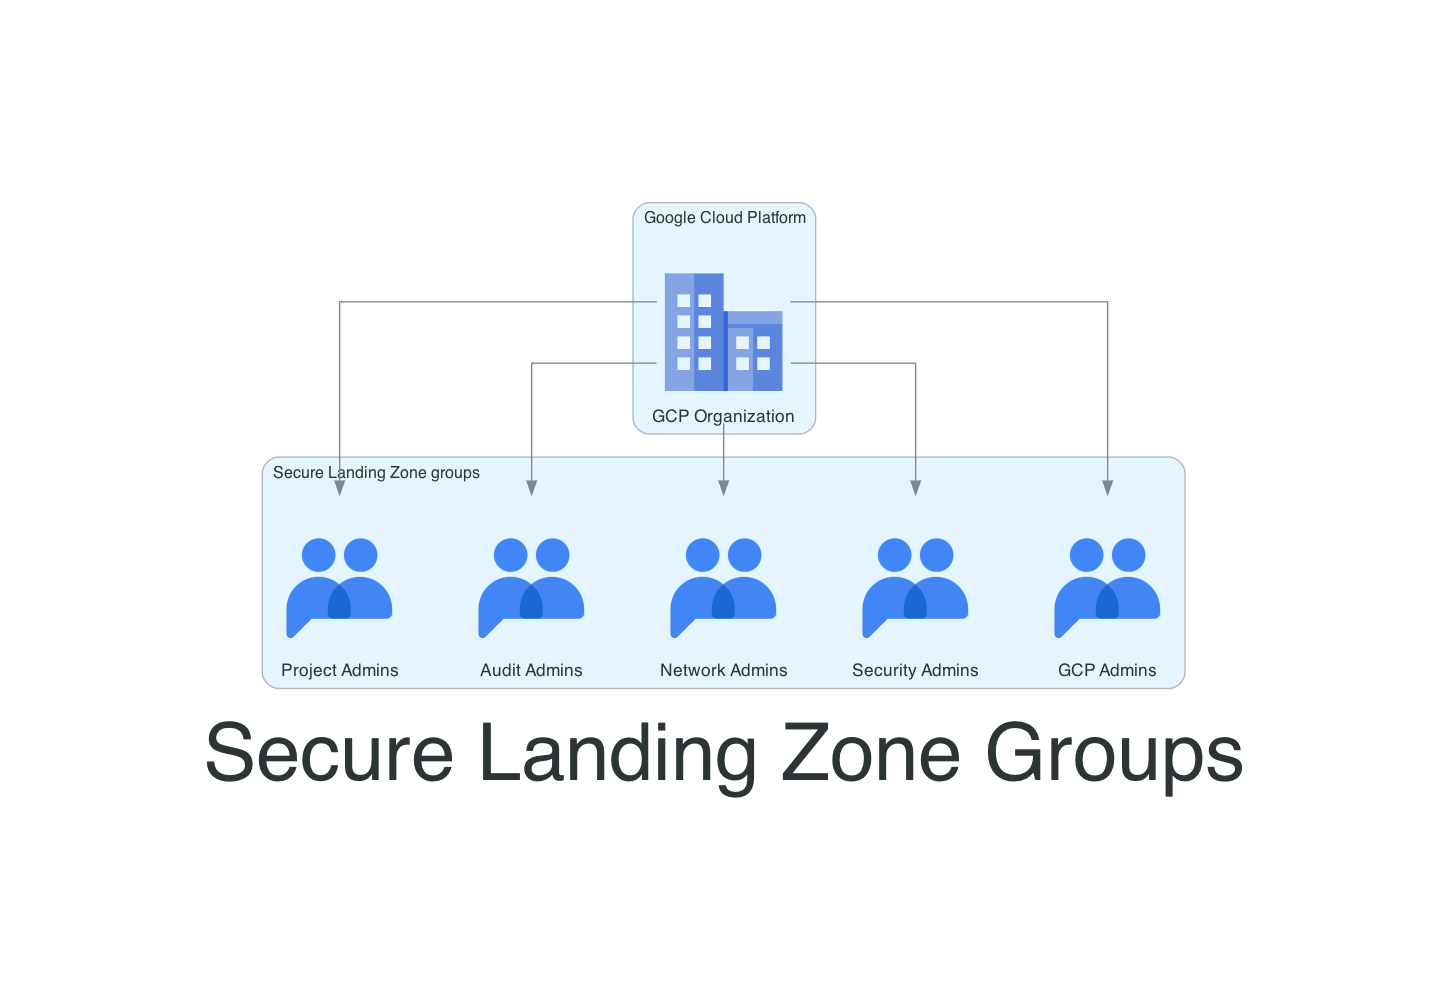 Google Cloud Platform
GCP Organization
Secure Landing Zone groups
Project Admins
Audit Admins
Network Admins
Security Admins
GCP Admins
Secure Landing Zone Groups